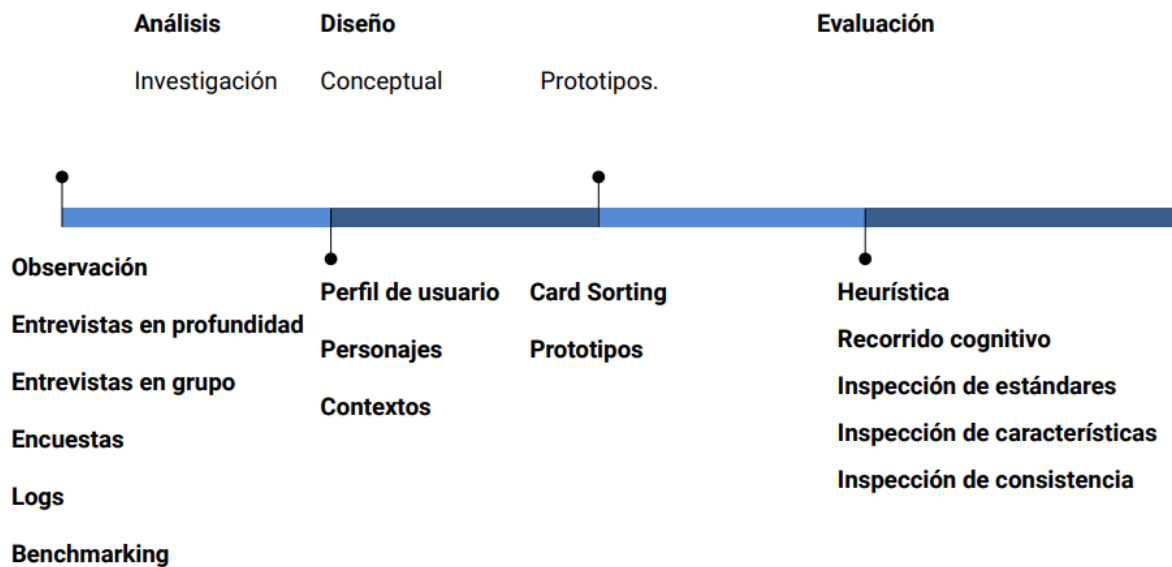 Análisis
Diseño
Evaluación
Investigación
Conceptual
Prototipos.
Observación
Entrevistas en profundidad
Entrevistas en grupo
Encuestas
Logs
Benchmarking
Perfil de usuario
Personajes
Contextos
Card Sorting
Prototipos
Heurística
Recorrido cognitivo
Inspección de estándares
Inspección de características
Inspección de consistencia